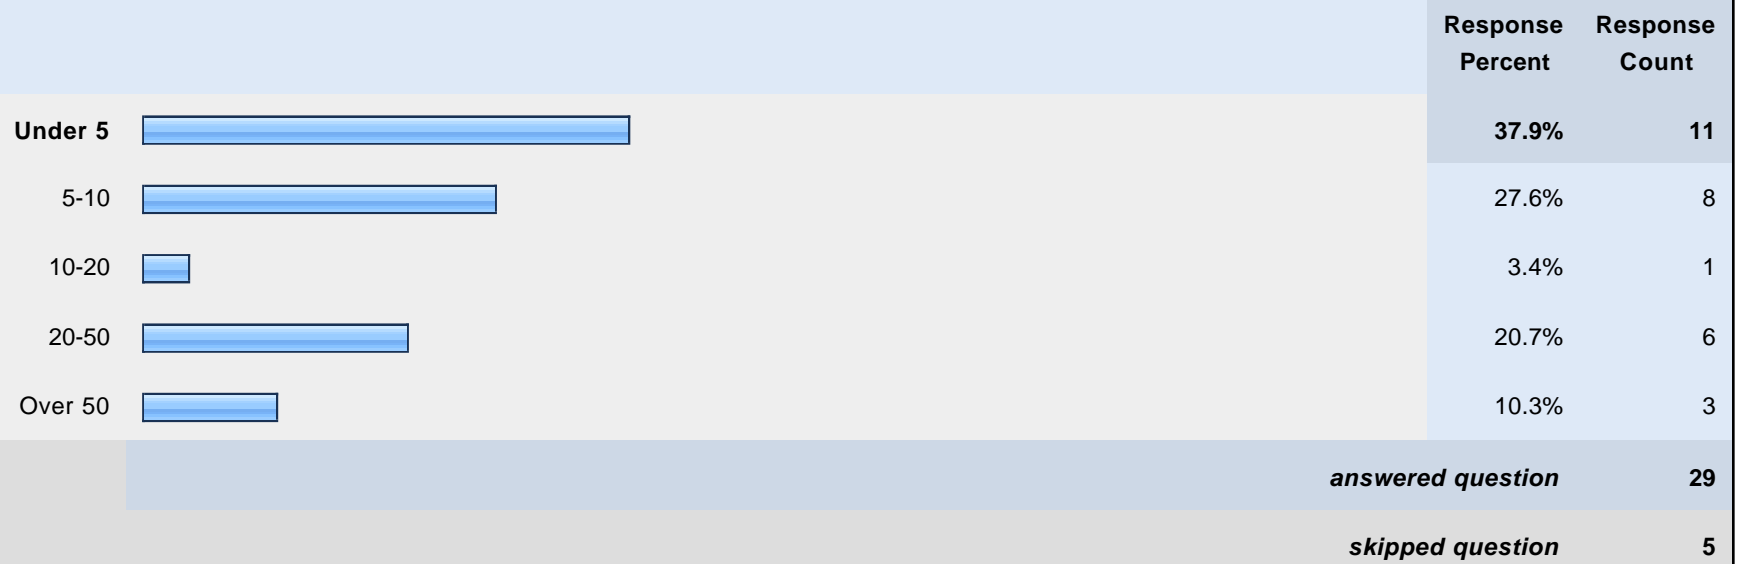 Response Response
Percent Count
Under 5 37.9% 11
5-10 27.6% 8
10-20 3.4% 1
20-50 20.7% 6
Over 50 10.3% 3
answered question 29
skipped question 5